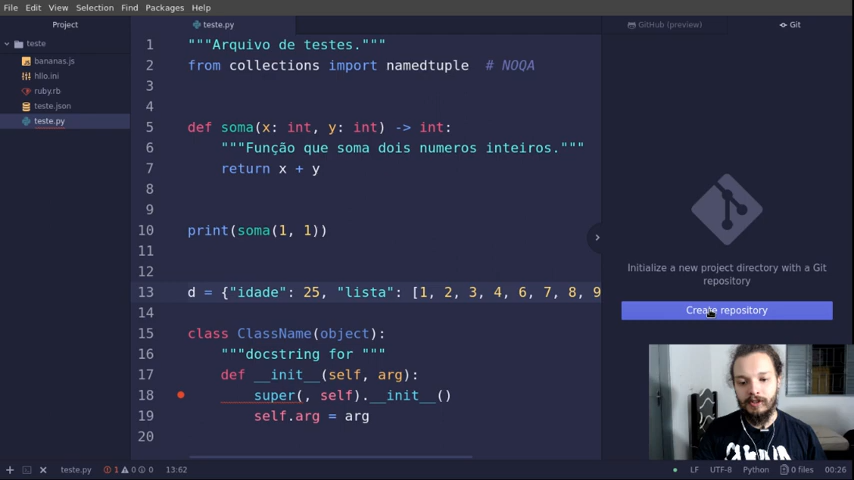 File Edit View Selection Find Packages Help
Project
teste.py
GitHub (preview)
Git
teste
bananas.js
hllo.ini
ruby.rb
teste.json
teste.py
1 """Arquivo de testes."""
2 from collections import namedtuple # NOQA
3
4
5 def soma(x: int, y: int) -> int:
6 """Função que soma dois numeros inteiros."""
7 return x + y
8
9
10 print(soma(1, 1))
11
12
13 d = {"idade": 25, "lista": [1, 2, 3, 4, 6, 7, 8, 9
14
15 class ClassName(object):
16 """docstring for """
17 def __init__(self, arg):
18 super(, self).__init__()
19 self.arg = arg
20
Initialize a new project directory with a Git
repository
Create repository
teste.py 1 0 0 13:62 LF UTF-8 Python 0 files 00:26